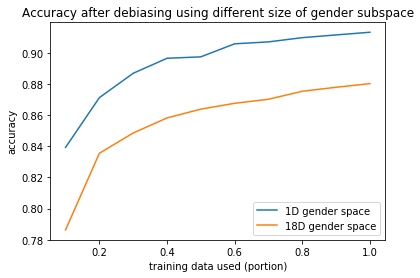 Accuracy after debiasing using different size of gender subspace
accuracy
0.90
0.88
0.86
0.84
0.82
0.80
0.78
1D gender space
18D gender space
0.2 0.4 0.6 0.8 1.0
training data used (portion)